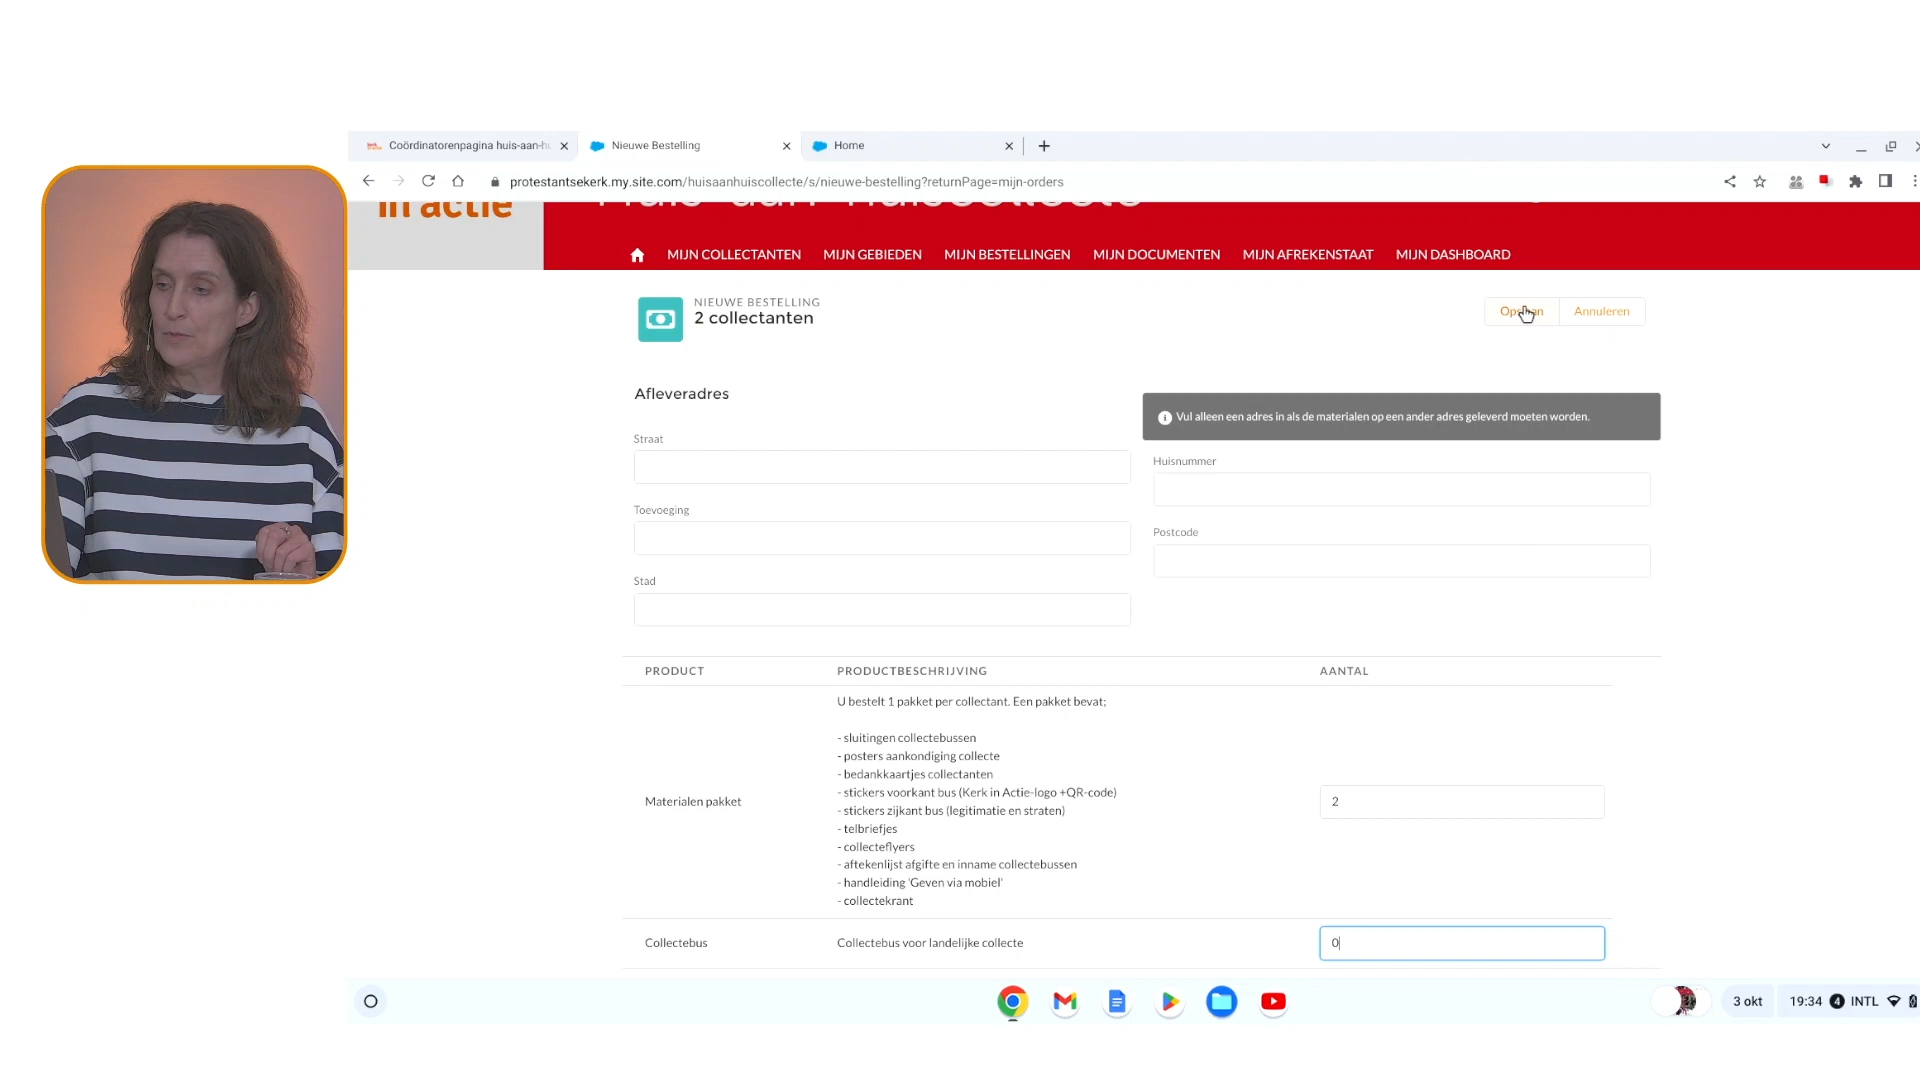 Coördinatorenpagina huis-aan-hu
Nieuwe Bestelling
Home
protestantsekerk.my.site.com/huisaanhuiscollecte/s/nieuwe-bestelling?returnPage=mijn-orders
in actie
MIJN COLLECTANTEN MIJN GEBIEDEN MIJN BESTELLINGEN MIJN DOCUMENTEN MIJN AFREKENSTAAT MIJN DASHBOARD
NIEUWE BESTELLING
2 collectanten
Annuleren
Afleveradres
Vul alleen een adres in als de materialen op een ander adres geleverd moeten worden.
Straat
Huisnummer
Toevoeging
Postcode
Stad
PRODUCT PRODUCTBESCHRIJVING AANTAL
U bestelt 1 pakket per collectant. Een pakket bevat;
- sluitingen collectebussen
- posters aankondiging collecte
- bedankkaartjes collectanten
- stickers voorkant bus (Kerk in Actie-logo +QR-code)
- stickers zijkant bus (legitimatie en straten)
Materialen pakket
2
- telbriefjes
- collecteflyers
- aftekenlijst afgifte en inname collectebussen
- handleiding 'Geven via mobiel'
- collectekrant
Collectebus Collectebus voor landelijke collecte 0
3 okt 19:34 4 INTL